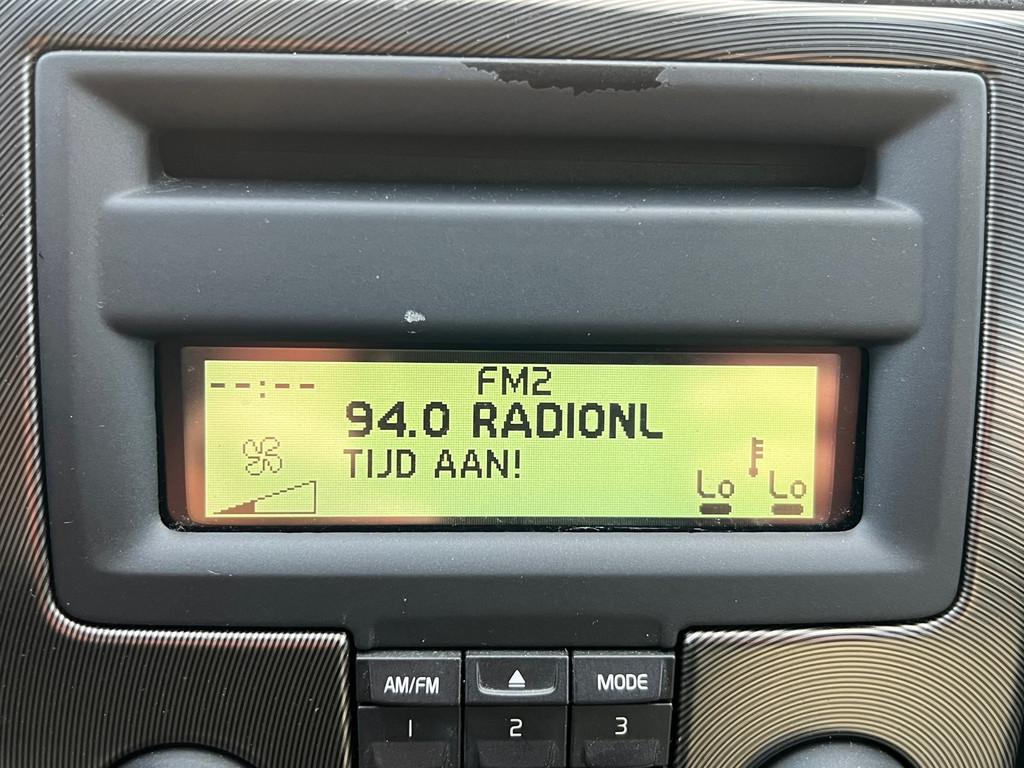 --:--
FM2
94.0 RADIONL
TIJD AAN!
Lo Lo
AM/FM MODE
1 2 3